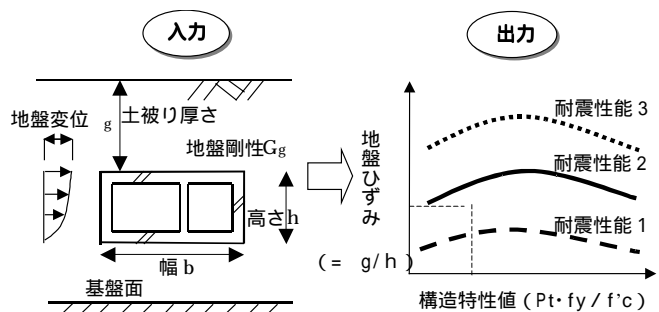 入力
出力
地盤変位
g
土被り厚さ
地盤剛性Gg
高さh
幅 b
基盤面
地盤ひずみ
(= g/h)
耐震性能 3
耐震性能 2
耐震性能 1
構造特性値 (Pt・fy / f'c)